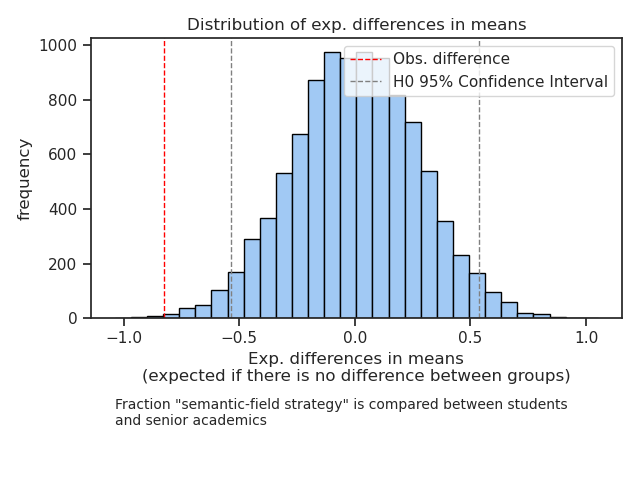 Distribution of exp. differences in means
Obs. difference
H0 95% Confidence Interval
frequency
1000
800
600
400
200
0
−1.0
−0.5
0.0
0.5
1.0
Exp. differences in means
(expected if there is no difference between groups)
Fraction "semantic-field strategy" is compared between students
and senior academics